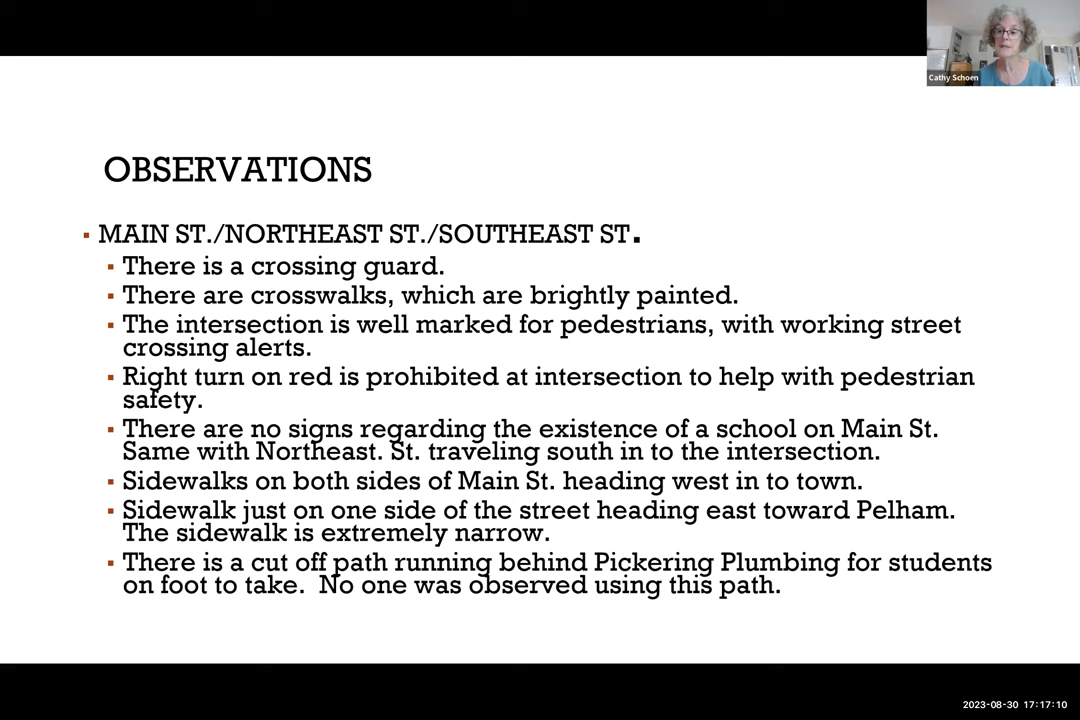 Cathy Schoen
OBSERVATIONS
▪ MAIN ST./NORTHEAST ST./SOUTHEAST ST.
▪ There is a crossing guard.
▪ There are crosswalks, which are brightly painted.
▪ The intersection is well marked for pedestrians, with working street
crossing alerts.
▪ Right turn on red is prohibited at intersection to help with pedestrian
safety.
▪ There are no signs regarding the existence of a school on Main St.
Same with Northeast. St. traveling south in to the intersection.
▪ Sidewalks on both sides of Main St. heading west in to town.
▪ Sidewalk just on one side of the street heading east toward Pelham.
The sidewalk is extremely narrow.
▪ There is a cut off path running behind Pickering Plumbing for students
on foot to take.  No one was observed using this path.
2023-08-30 17:17:10